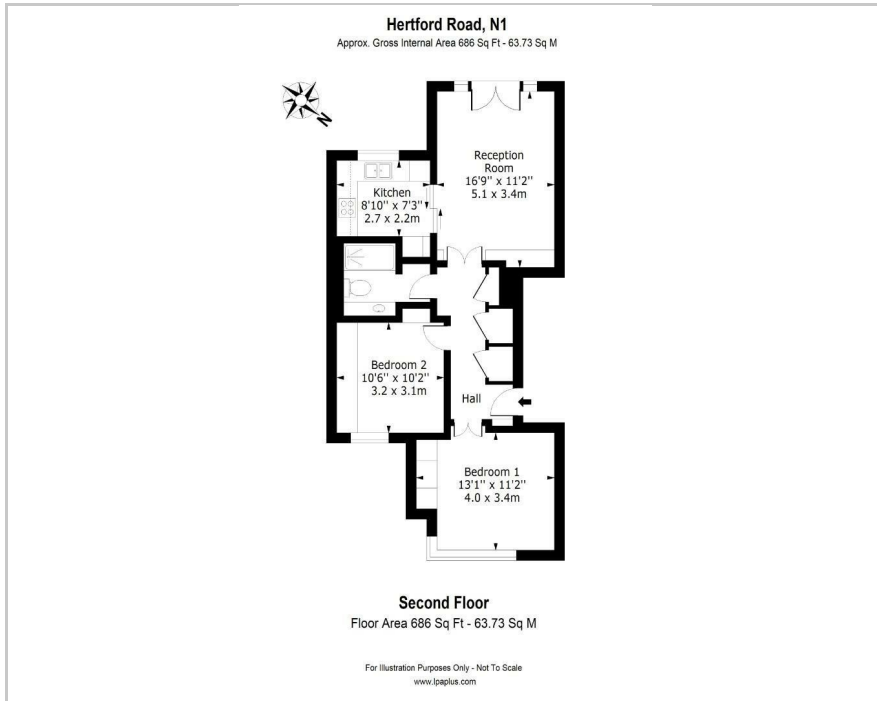 Hertford Road, N1
Approx. Gross Internal Area 686 Sq Ft - 63.73 Sq M
N
Reception
Room
16'9'' x 11'2''
5.1 x 3.4m
Kitchen
8'10'' x 7'3''
2.7 x 2.2m
Bedroom 2
10'6'' x 10'2''
3.2 x 3.1m
Hall
Bedroom 1
13'1'' x 11'2''
4.0 x 3.4m
Second Floor
Floor Area 686 Sq Ft - 63.73 Sq M
For Illustration Purposes Only - Not To Scale
www.lpaplus.com